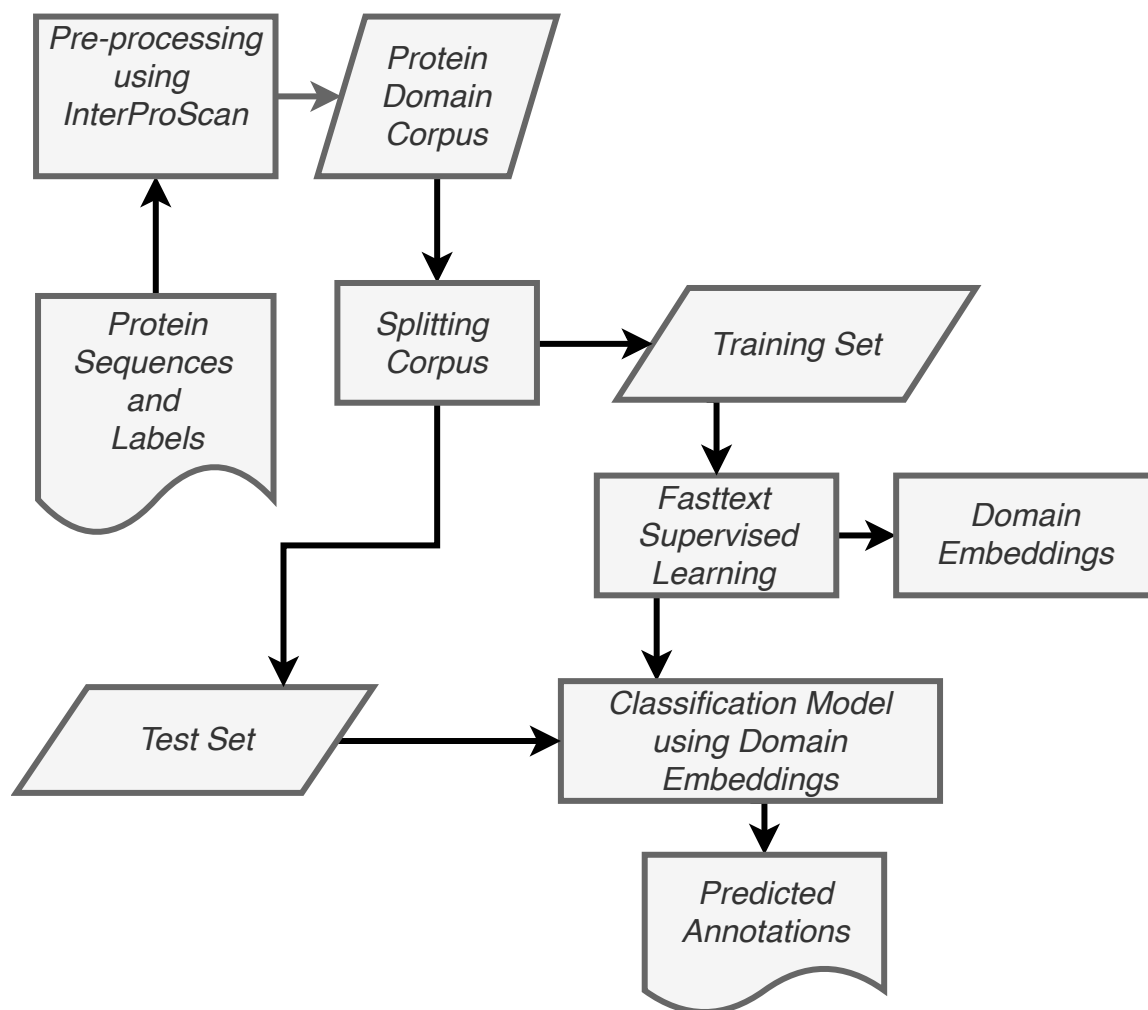 Pre-processing
using
InterProScan
Protein
Domain
Corpus
Protein
Sequences
and
Labels
Splitting
Corpus
Training Set
Fasttext
Supervised
Learning
Domain
Embeddings
Test Set
Classification Model
using Domain
Embeddings
Predicted
Annotations